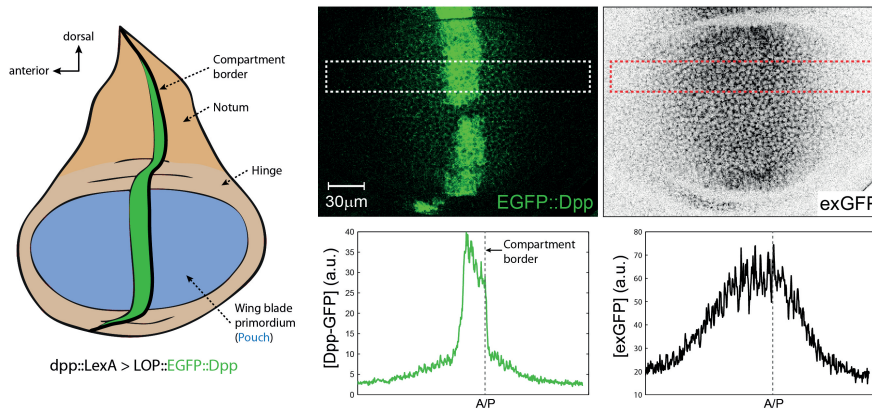 dorsal
anterior
Compartment
border
Notum
Hinge
Wing blade
primordium
(Pouch)
dpp::LexA > LOP::EGFP::Dpp
30μm
EGFP::Dpp
exGFP
[Dpp-GFP] (a.u.)
40
35
30
25
20
15
10
5
0
Compartment
border
A/P
[exGFP] (a.u.)
80
70
60
50
40
30
20
10
A/P